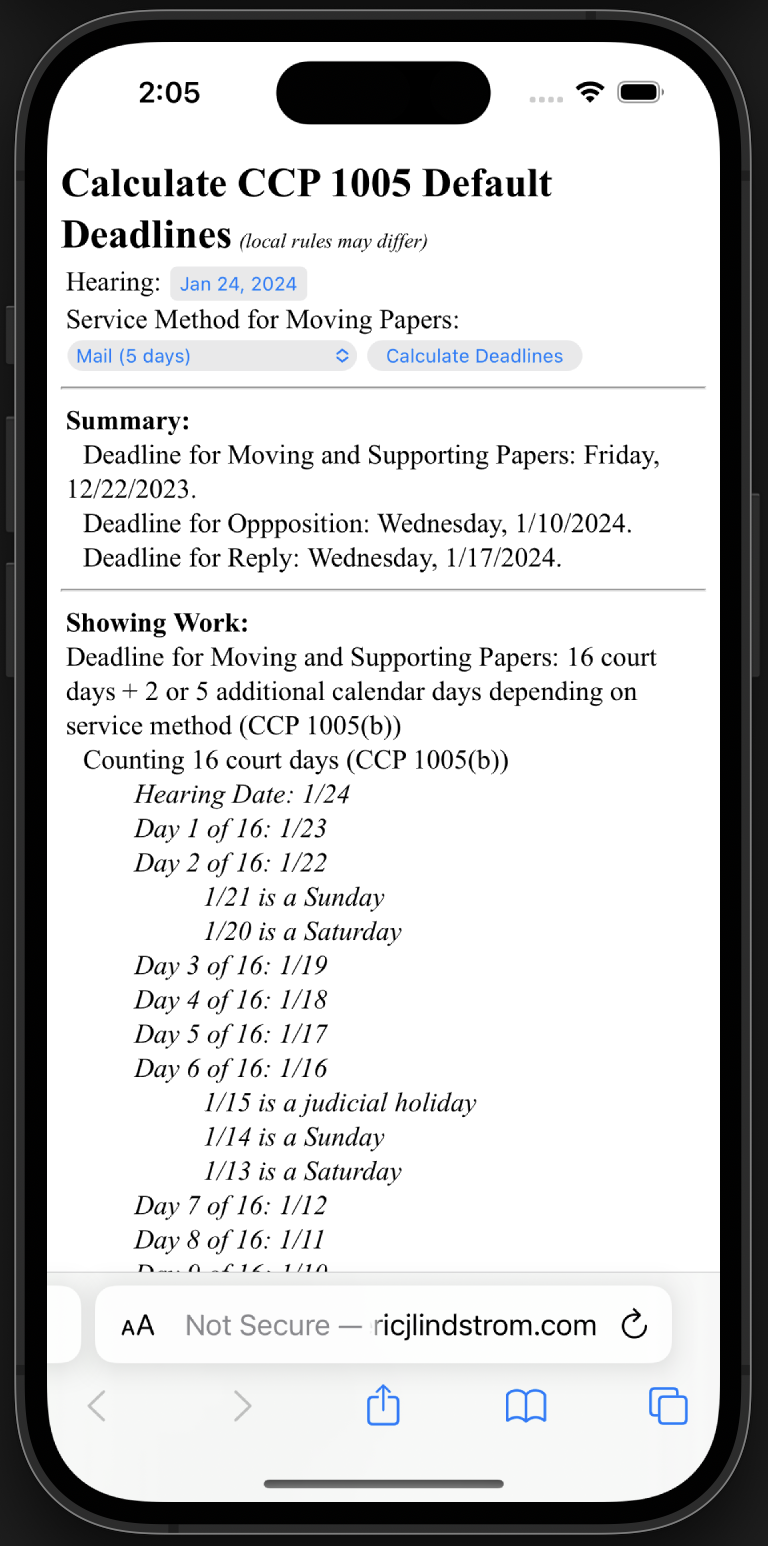 2:05
Calculate CCP 1005 Default
Deadlines (local rules may differ)
Hearing: Jan 24, 2024
Service Method for Moving Papers:
Mail (5 days) Calculate Deadlines
Summary:
Deadline for Moving and Supporting Papers: Friday,
12/22/2023.
Deadline for Oppposition: Wednesday, 1/10/2024.
Deadline for Reply: Wednesday, 1/17/2024.
Showing Work:
Deadline for Moving and Supporting Papers: 16 court
days + 2 or 5 additional calendar days depending on
service method (CCP 1005(b))
Counting 16 court days (CCP 1005(b))
Hearing Date: 1/24
Day 1 of 16: 1/23
Day 2 of 16: 1/22
1/21 is a Sunday
1/20 is a Saturday
Day 3 of 16: 1/19
Day 4 of 16: 1/18
Day 5 of 16: 1/17
Day 6 of 16: 1/16
1/15 is a judicial holiday
1/14 is a Sunday
1/13 is a Saturday
Day 7 of 16: 1/12
Day 8 of 16: 1/11
Day 9 of 16: 1/10
AA Not Secure — ricjlindstrom.com